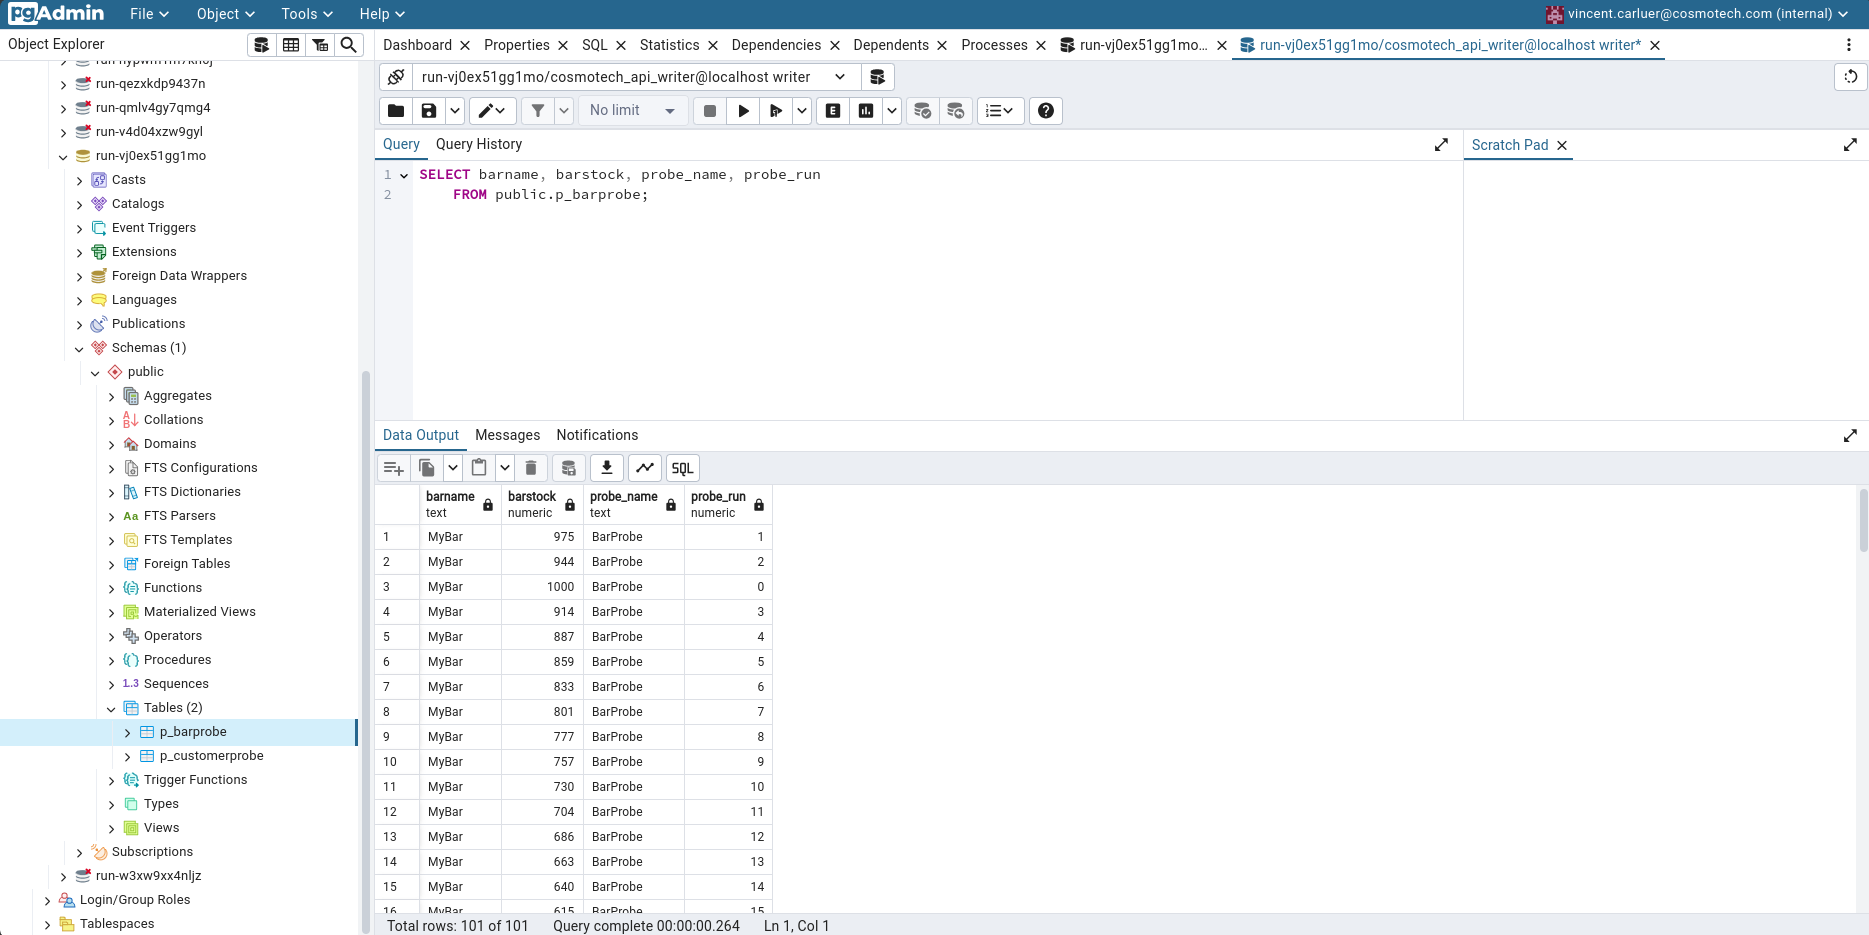 pgAdmin File Object Tools Help vincent.carluer@cosmotech.com (internal)
Object Explorer
Dashboard Properties SQL Statistics Dependencies Dependents Processes run-vj0ex51gg1mo... run-vj0ex51gg1mo/cosmotech_api_writer@localhost writer*
run-qezxkdp9437n
run-qmlv4gy7qmg4
run-v4d04xzw9gyl
run-vj0ex51gg1mo
Casts
Catalogs
Event Triggers
Extensions
Foreign Data Wrappers
Languages
Publications
Schemas (1)
public
Aggregates
Collations
Domains
FTS Configurations
FTS Dictionaries
Aa FTS Parsers
FTS Templates
Foreign Tables
Functions
Materialized Views
Operators
Procedures
1..3 Sequences
Tables (2)
p_barprobe
p_customerprobe
Trigger Functions
Types
Views
Subscriptions
run-w3xw9xx4nljz
Login/Group Roles
Tablespaces
run-vj0ex51gg1mo/cosmotech_api_writer@localhost writer
No limit E
Query Query History
Scratch Pad
1 SELECT barname, barstock, probe_name, probe_run
2 FROM public.p_barprobe;
Data Output Messages Notifications
SQL
barname barstock probe_name probe_run
text numeric text numeric
1 MyBar 975 BarProbe 1
2 MyBar 944 BarProbe 2
3 MyBar 1000 BarProbe 0
4 MyBar 914 BarProbe 3
5 MyBar 887 BarProbe 4
6 MyBar 859 BarProbe 5
7 MyBar 833 BarProbe 6
8 MyBar 801 BarProbe 7
9 MyBar 777 BarProbe 8
10 MyBar 757 BarProbe 9
11 MyBar 730 BarProbe 10
12 MyBar 704 BarProbe 11
13 MyBar 686 BarProbe 12
14 MyBar 663 BarProbe 13
15 MyBar 640 BarProbe 14
16 MyBar 615 BarProbe 15
Total rows: 101 of 101 Query complete 00:00:00.264 Ln 1, Col 1